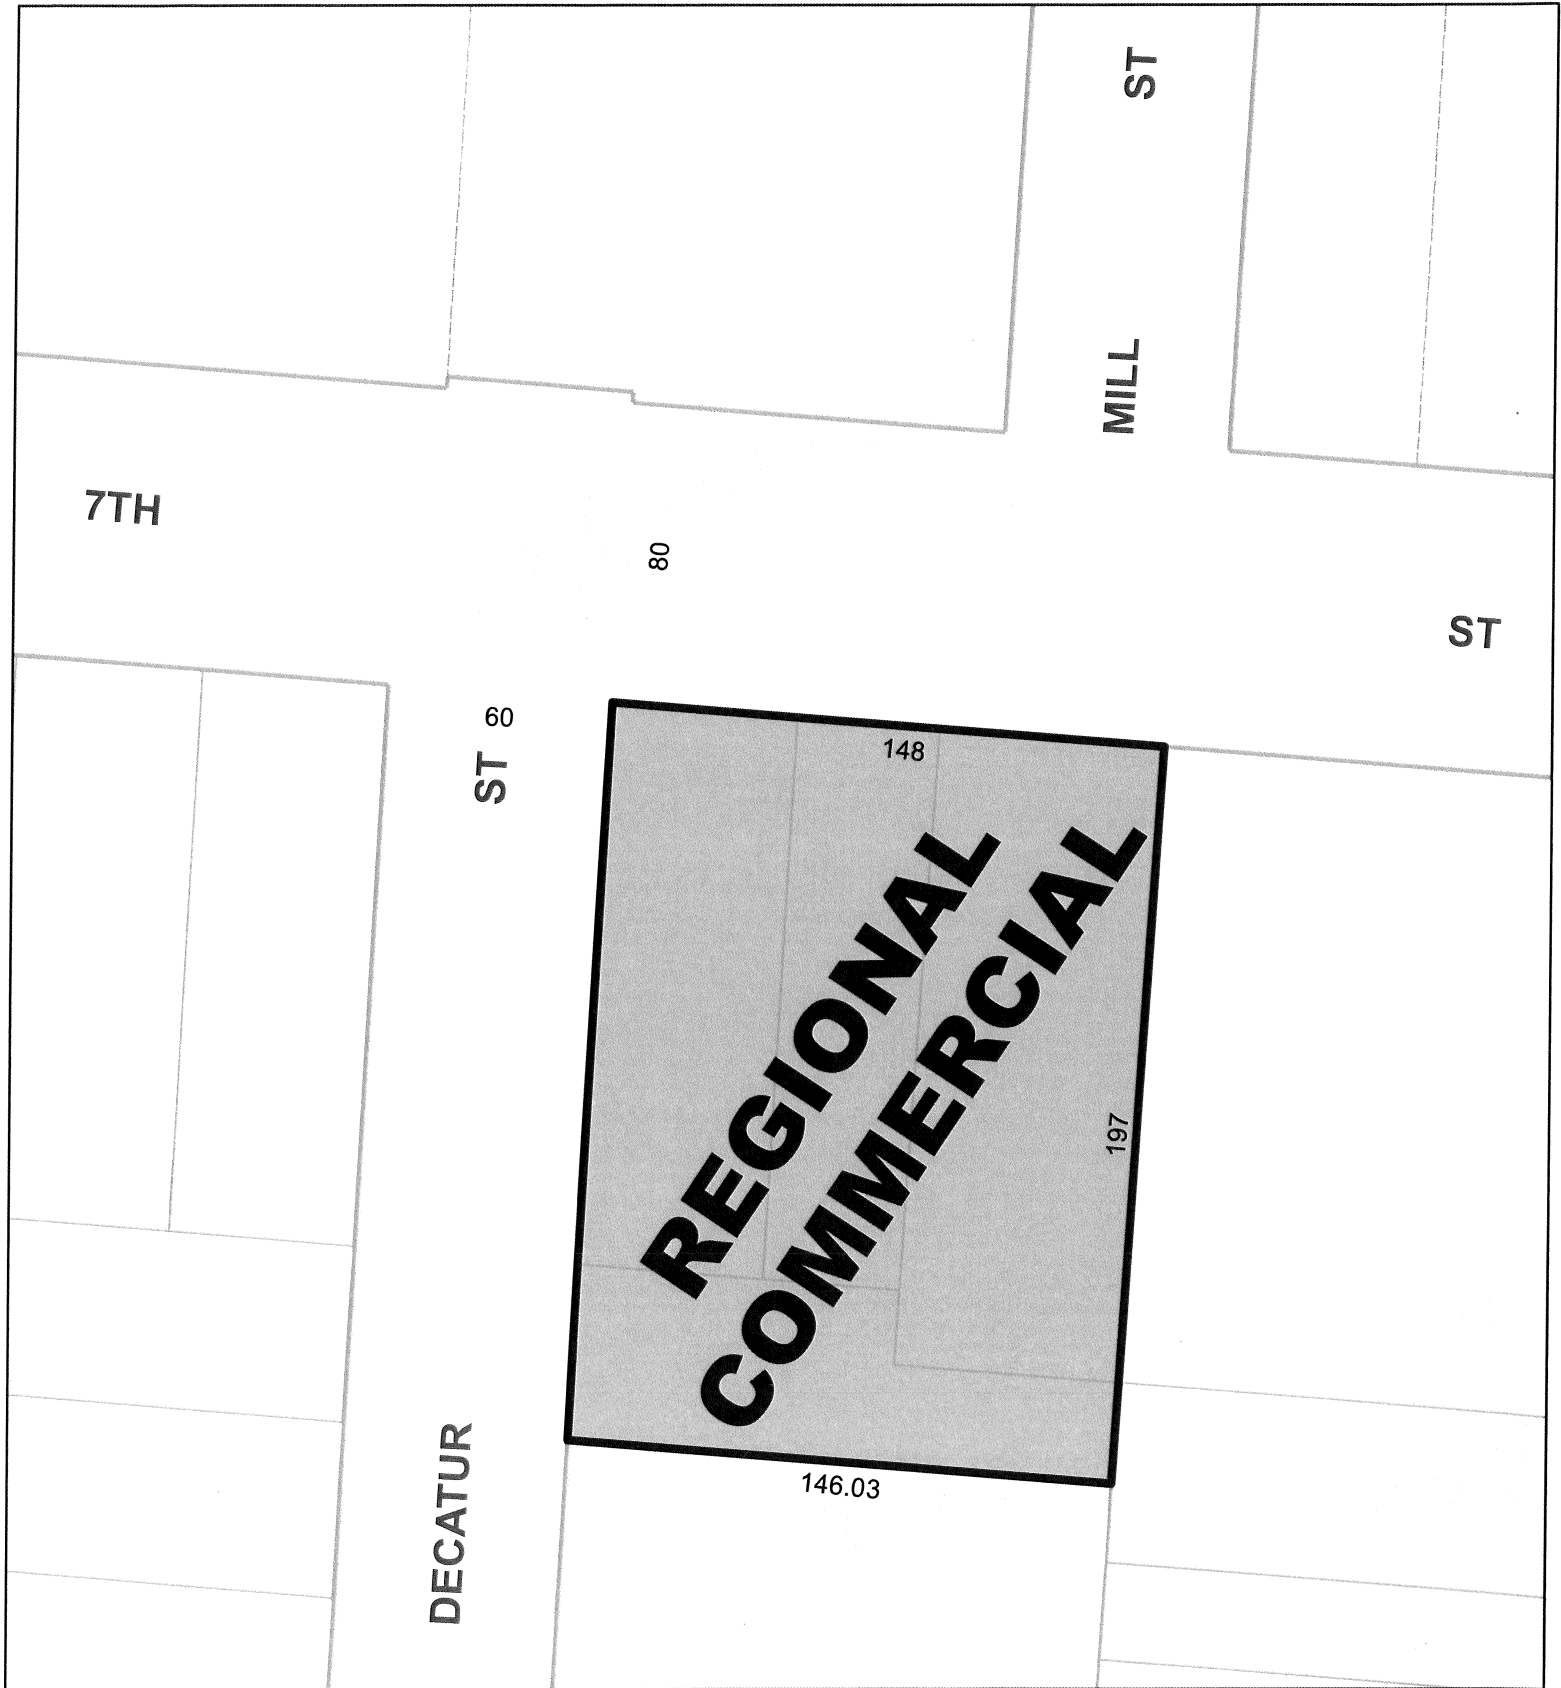 MILL ST
7TH ST
80
60
DECATUR ST
148
REGIONAL
COMMERCIAL
197
146.03